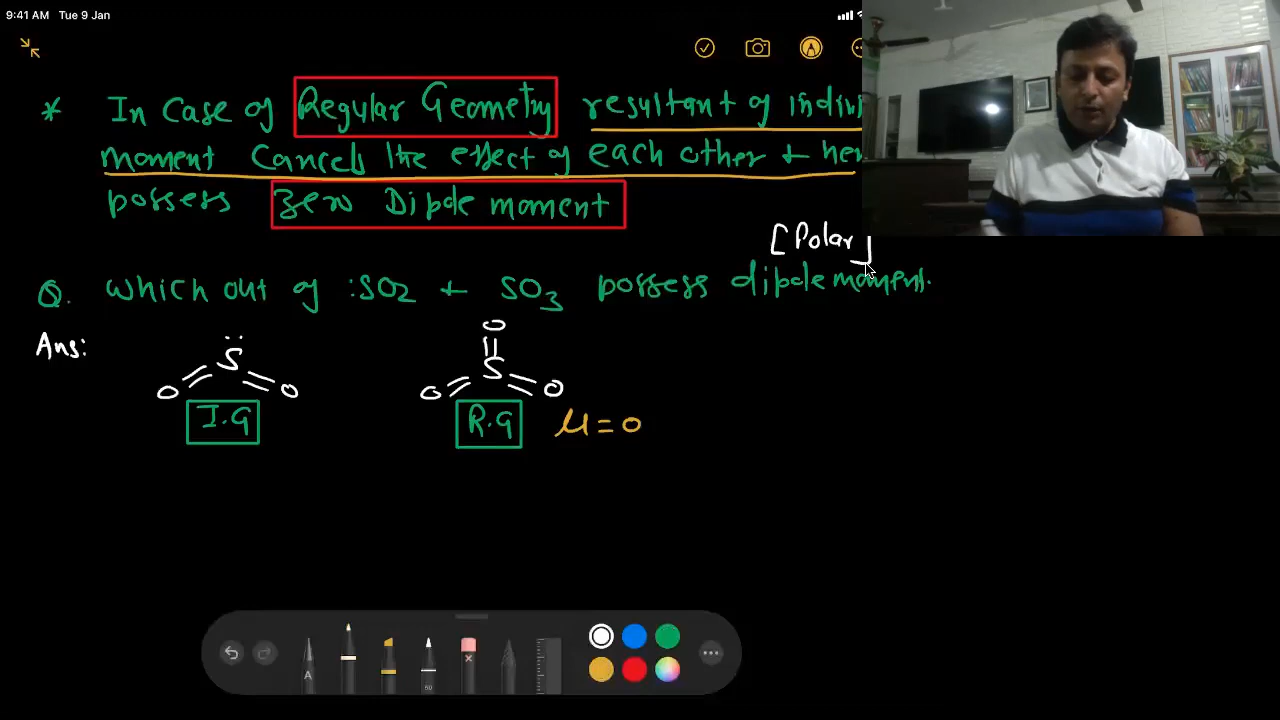 9:41 AM Tue 9 Jan
* In Case of Regular Geometry resultant of indivi
moment Cancels the effect of each other + hen
possess Zero Dipole moment
[Polar]
Q. which out of :SO2 + SO3 possess dipole moment.
Ans:
S̈ O
O O S
I.G O O
R.G μ = 0
A
50